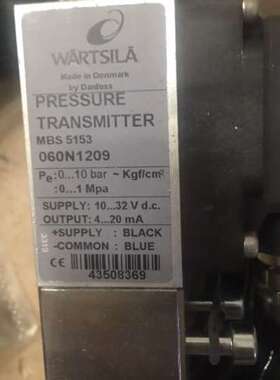 WÄRTSILÄ
Made in Denmark
by Danfoss
PRESSURE
TRANSMITTER
MBS 5153
060N1209
Pe:0...10 bar ~ Kgf/cm²
:0...1 Mpa
SUPPLY: 10...32 V d.c.
OUTPUT: 4...20 mA
+SUPPLY : BLACK
-COMMON : BLUE
CE
43508369